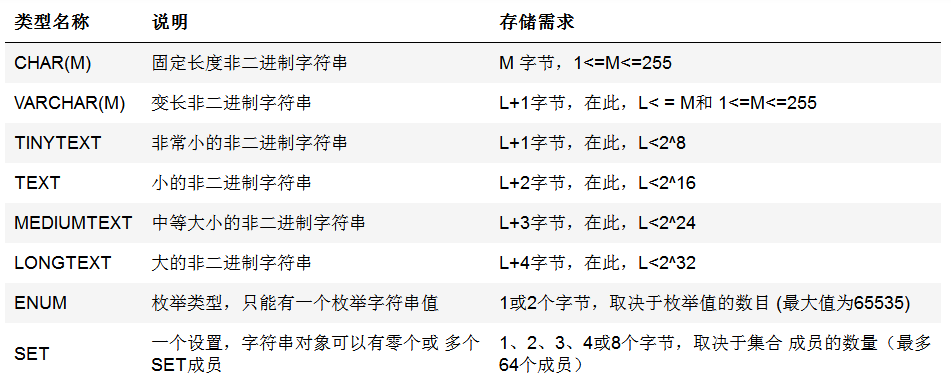 类型名称 说明 存储需求
CHAR(M) 固定长度非二进制字符串 M 字节，1<=M<=255
VARCHAR(M) 变长非二进制字符串 L+1字节，在此，L< = M和 1<=M<=255
TINYTEXT 非常小的非二进制字符串 L+1字节，在此，L<2^8
TEXT 小的非二进制字符串 L+2字节，在此，L<2^16
MEDIUMTEXT 中等大小的非二进制字符串 L+3字节，在此，L<2^24
LONGTEXT 大的非二进制字符串 L+4字节，在此，L<2^32
ENUM 枚举类型，只能有一个枚举字符串值 1或2个字节，取决于枚举值的数目 (最大值为65535)
SET
一个设置，字符串对象可以有零个或 多个
SET成员
1、2、3、4或8个字节，取决于集合 成员的数量（最多
64个成员）